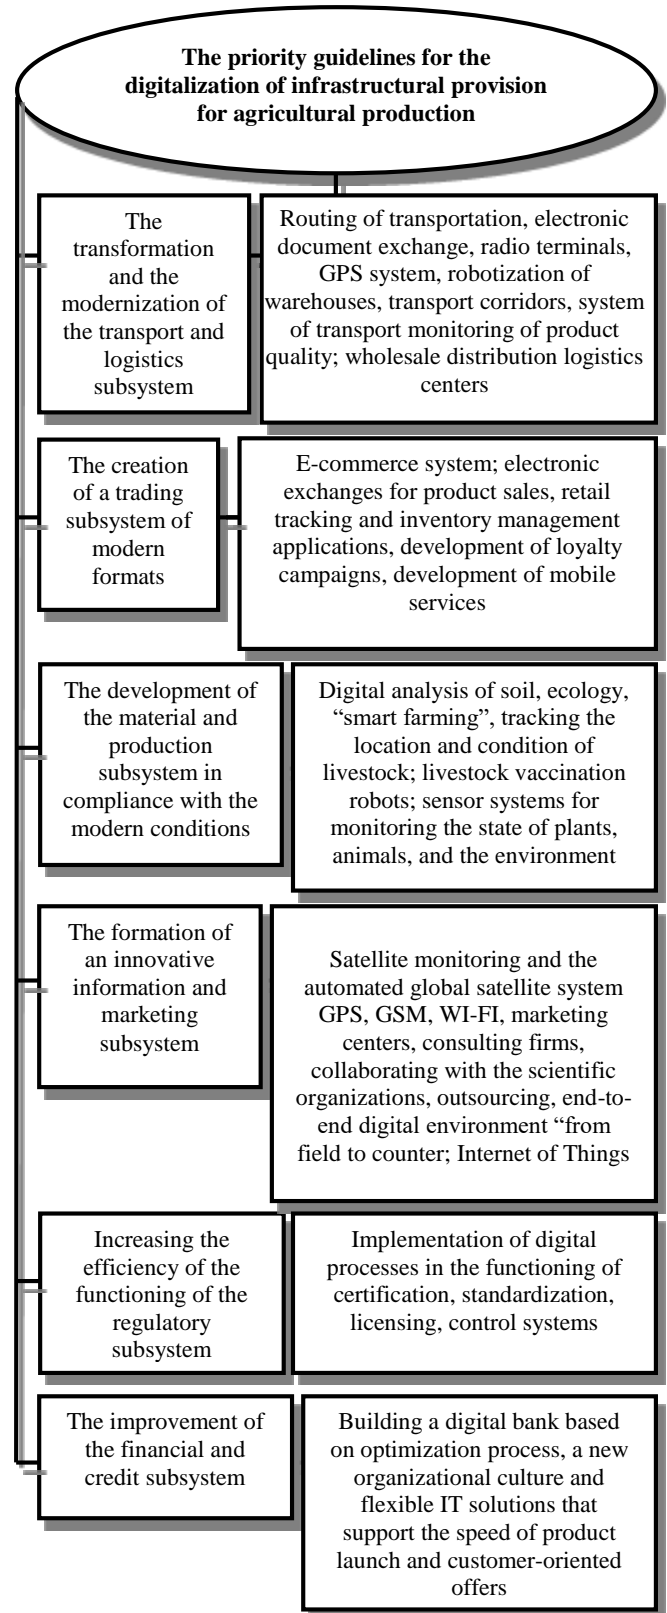 The priority guidelines for the
digitalization of infrastructural provision
for agricultural production
The
transformation
and the
modernization of
the transport and
logistics
subsystem
Routing of transportation, electronic
document exchange, radio terminals,
GPS system, robotization of
warehouses, transport corridors, system
of transport monitoring of product
quality; wholesale distribution logistics
centers
The creation
of a trading
subsystem of
modern
formats
E-commerce system; electronic
exchanges for product sales, retail
tracking and inventory management
applications, development of loyalty
campaigns, development of mobile
services
The development of
the material and
production
subsystem in
compliance with the
modern conditions
Digital analysis of soil, ecology,
“smart farming”, tracking the
location and condition of
livestock; livestock vaccination
robots; sensor systems for
monitoring the state of plants,
animals, and the environment
The formation of
an innovative
information and
marketing
subsystem
Satellite monitoring and the
automated global satellite system
GPS, GSM, WI-FI, marketing
centers, consulting firms,
collaborating with the scientific
organizations, outsourcing, end-to-
end digital environment “from
field to counter; Internet of Things
Increasing the
efficiency of the
functioning of the
regulatory
subsystem
Implementation of digital
processes in the functioning of
certification, standardization,
licensing, control systems
The improvement of
the financial and
credit subsystem
Building a digital bank based
on optimization process, a new
organizational culture and
flexible IT solutions that
support the speed of product
launch and customer-oriented
offers